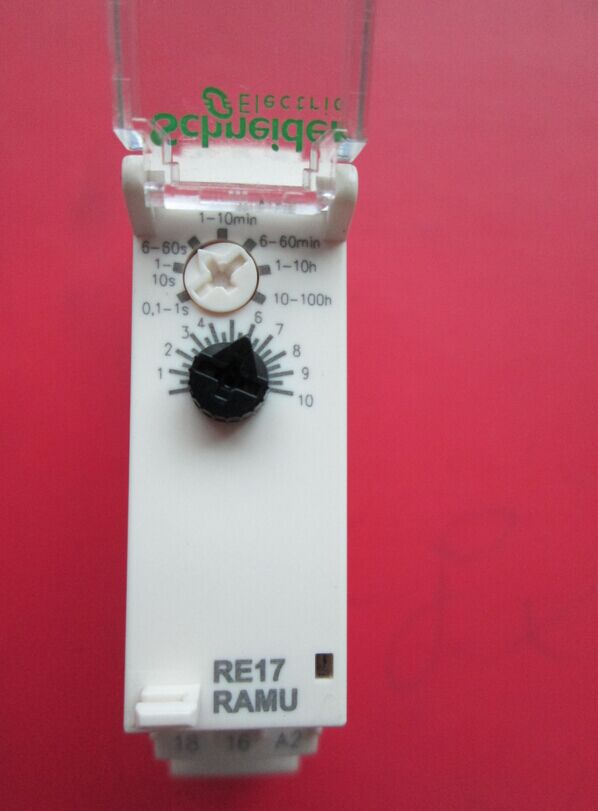 Schneider
Electric
1-10min
6-60s
6-60min
1-
10s
1-10h
0,1-1s
10-100h
1
2
3
4
6
7
8
9
10
RE17
RAMU
18 16 A2